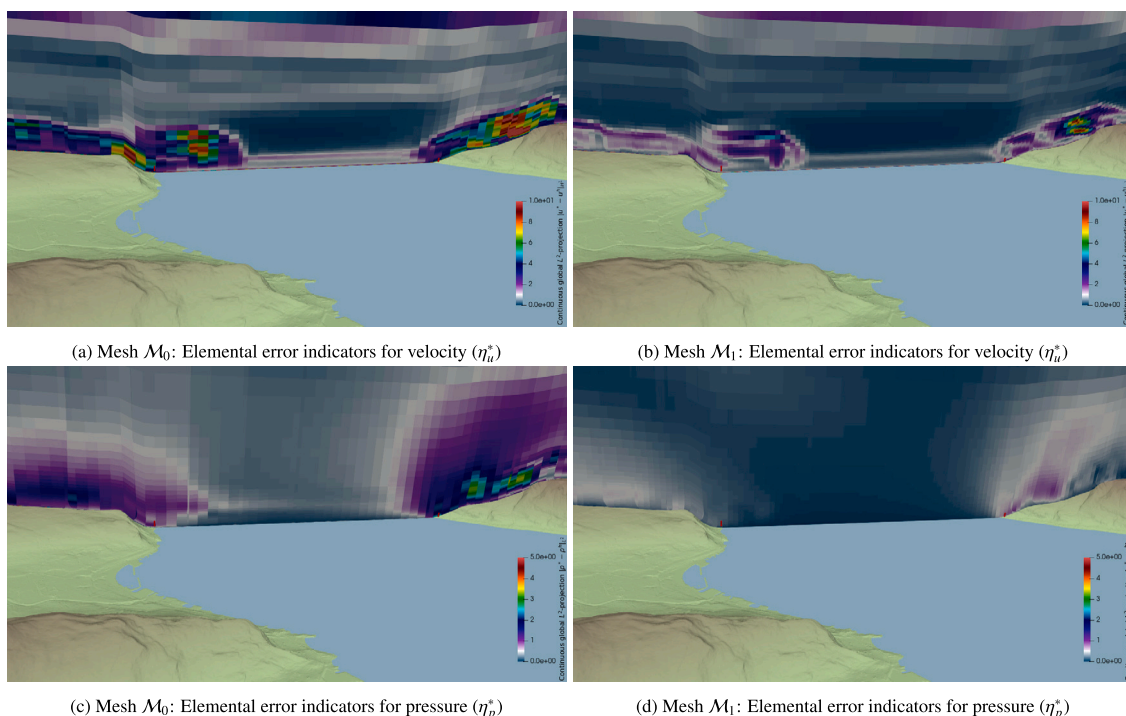 1.0e+01
8
6
4
2
0.0e+00
Continuous global L²-projection |u* − uʰ|
1.0e+01
8
6
4
2
0.0e+00
(a) Mesh M₀: Elemental error indicators for velocity (η*ᵤ)
(b) Mesh M₁: Elemental error indicators for velocity (η*ᵤ)
5.0e+00
4
3
2
1
0.0e+00
Continuous global L²-projection |p* − pʰ|
5.0e+00
4
3
2
1
0.0e+00
(c) Mesh M₀: Elemental error indicators for pressure (η*ₚ)
(d) Mesh M₁: Elemental error indicators for pressure (η*ₚ)